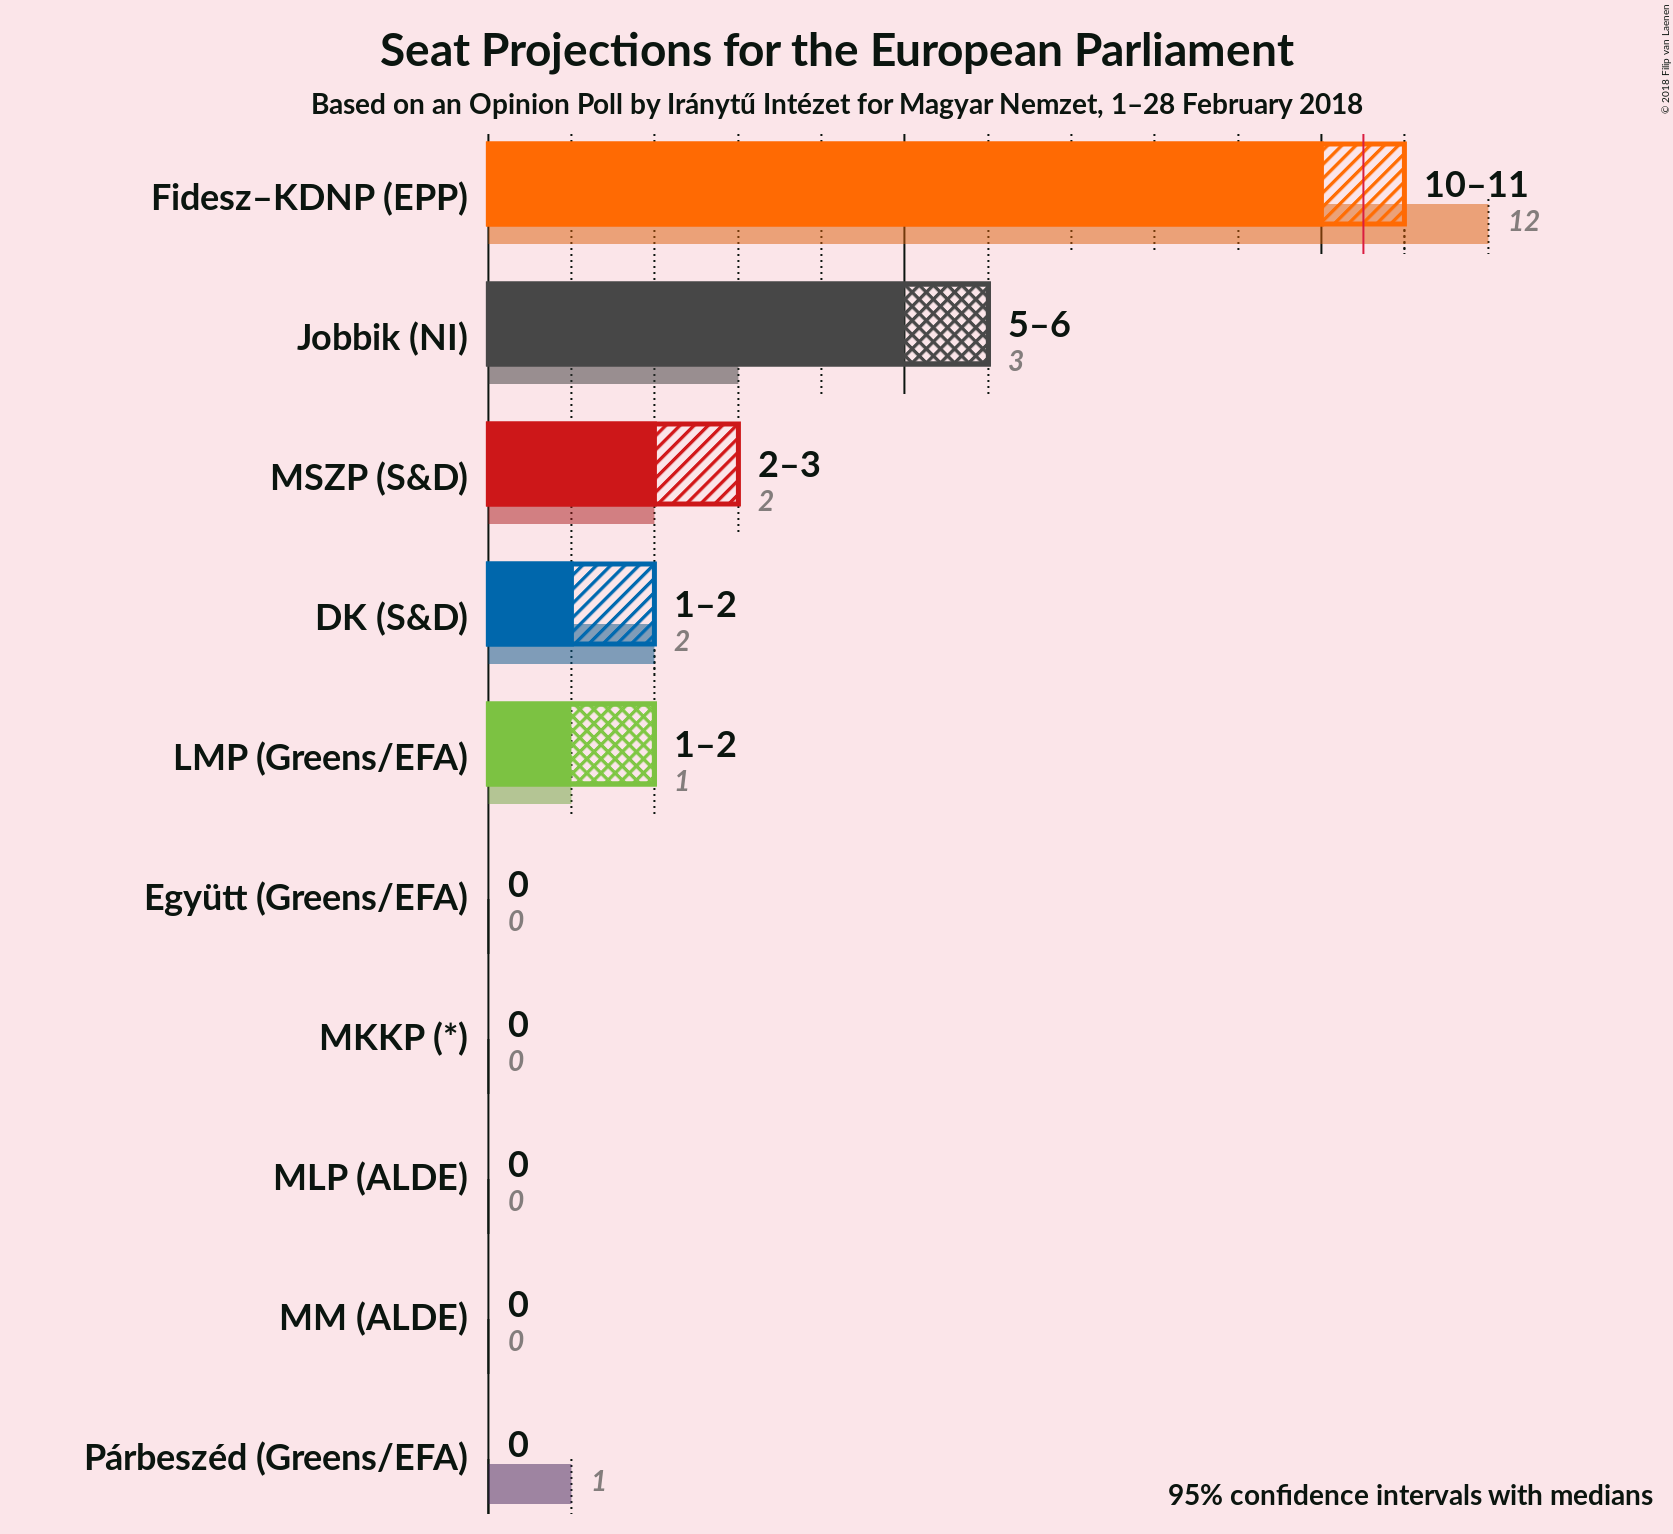 Seat Projections for the European Parliament
Based on an Opinion Poll by Iránytű Intézet for Magyar Nemzet, 1–28 February 2018
© 2018 Filip van Laenen
Fidesz–KDNP (EPP)
10–11
12
Jobbik (NI)
5–6
3
MSZP (S&D)
2–3
2
DK (S&D)
1–2
2
LMP (Greens/EFA)
1–2
1
Együtt (Greens/EFA)
0
0
MKKP (*)
0
0
MLP (ALDE)
0
0
MM (ALDE)
0
0
Párbeszéd (Greens/EFA)
0
1
95% confidence intervals with medians